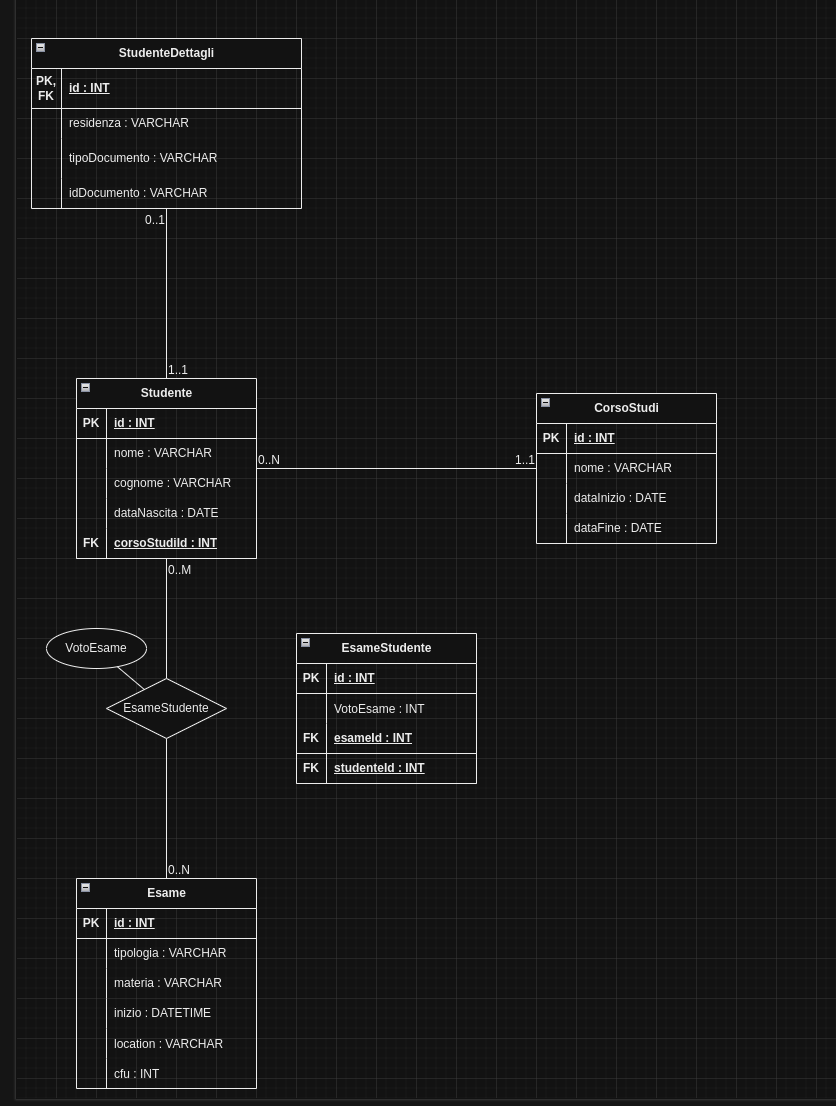 StudenteDettagli
PK,
FK
id : INT
residenza : VARCHAR
tipoDocumento : VARCHAR
idDocumento : VARCHAR
0..1
1..1
Studente
PK id : INT
nome : VARCHAR
cognome : VARCHAR
dataNascita : DATE
FK corsoStudiId : INT
0..N
1..1
CorsoStudi
PK id : INT
nome : VARCHAR
dataInizio : DATE
dataFine : DATE
0..M
VotoEsame
EsameStudente
EsameStudente
PK id : INT
VotoEsame : INT
FK esameId : INT
FK studenteId : INT
0..N
Esame
PK id : INT
tipologia : VARCHAR
materia : VARCHAR
inizio : DATETIME
location : VARCHAR
cfu : INT